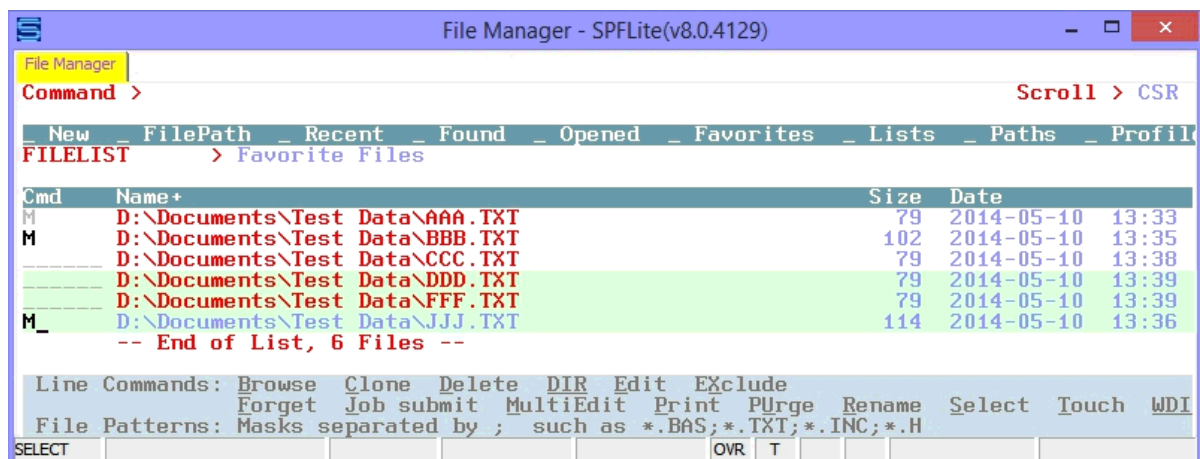 File Manager - SPFLite(v8.0.4129)
File Manager
Command > Scroll > CSR
_ New _ FilePath _ Recent _ Found _ Opened _ Favorites _ Lists _ Paths _ Profil
FILELIST > Favorite Files
Cmd Name+ Size Date
M D:\Documents\Test Data\AAA.TXT 79 2014-05-10 13:33
M D:\Documents\Test Data\BBB.TXT 102 2014-05-10 13:35
______ D:\Documents\Test Data\CCC.TXT 79 2014-05-10 13:38
______ D:\Documents\Test Data\DDD.TXT 79 2014-05-10 13:39
______ D:\Documents\Test Data\FFF.TXT 79 2014-05-10 13:39
M_ D:\Documents\Test Data\JJJ.TXT 114 2014-05-10 13:36
-- End of List, 6 Files --
Line Commands: Browse Clone Delete DIR Edit EXclude
Forget Job submit MultiEdit Print PUrge Rename Select Touch WDI
File Patterns: Masks separated by ; such as *.BAS;*.TXT;*.INC;*.H
SELECT OVR T